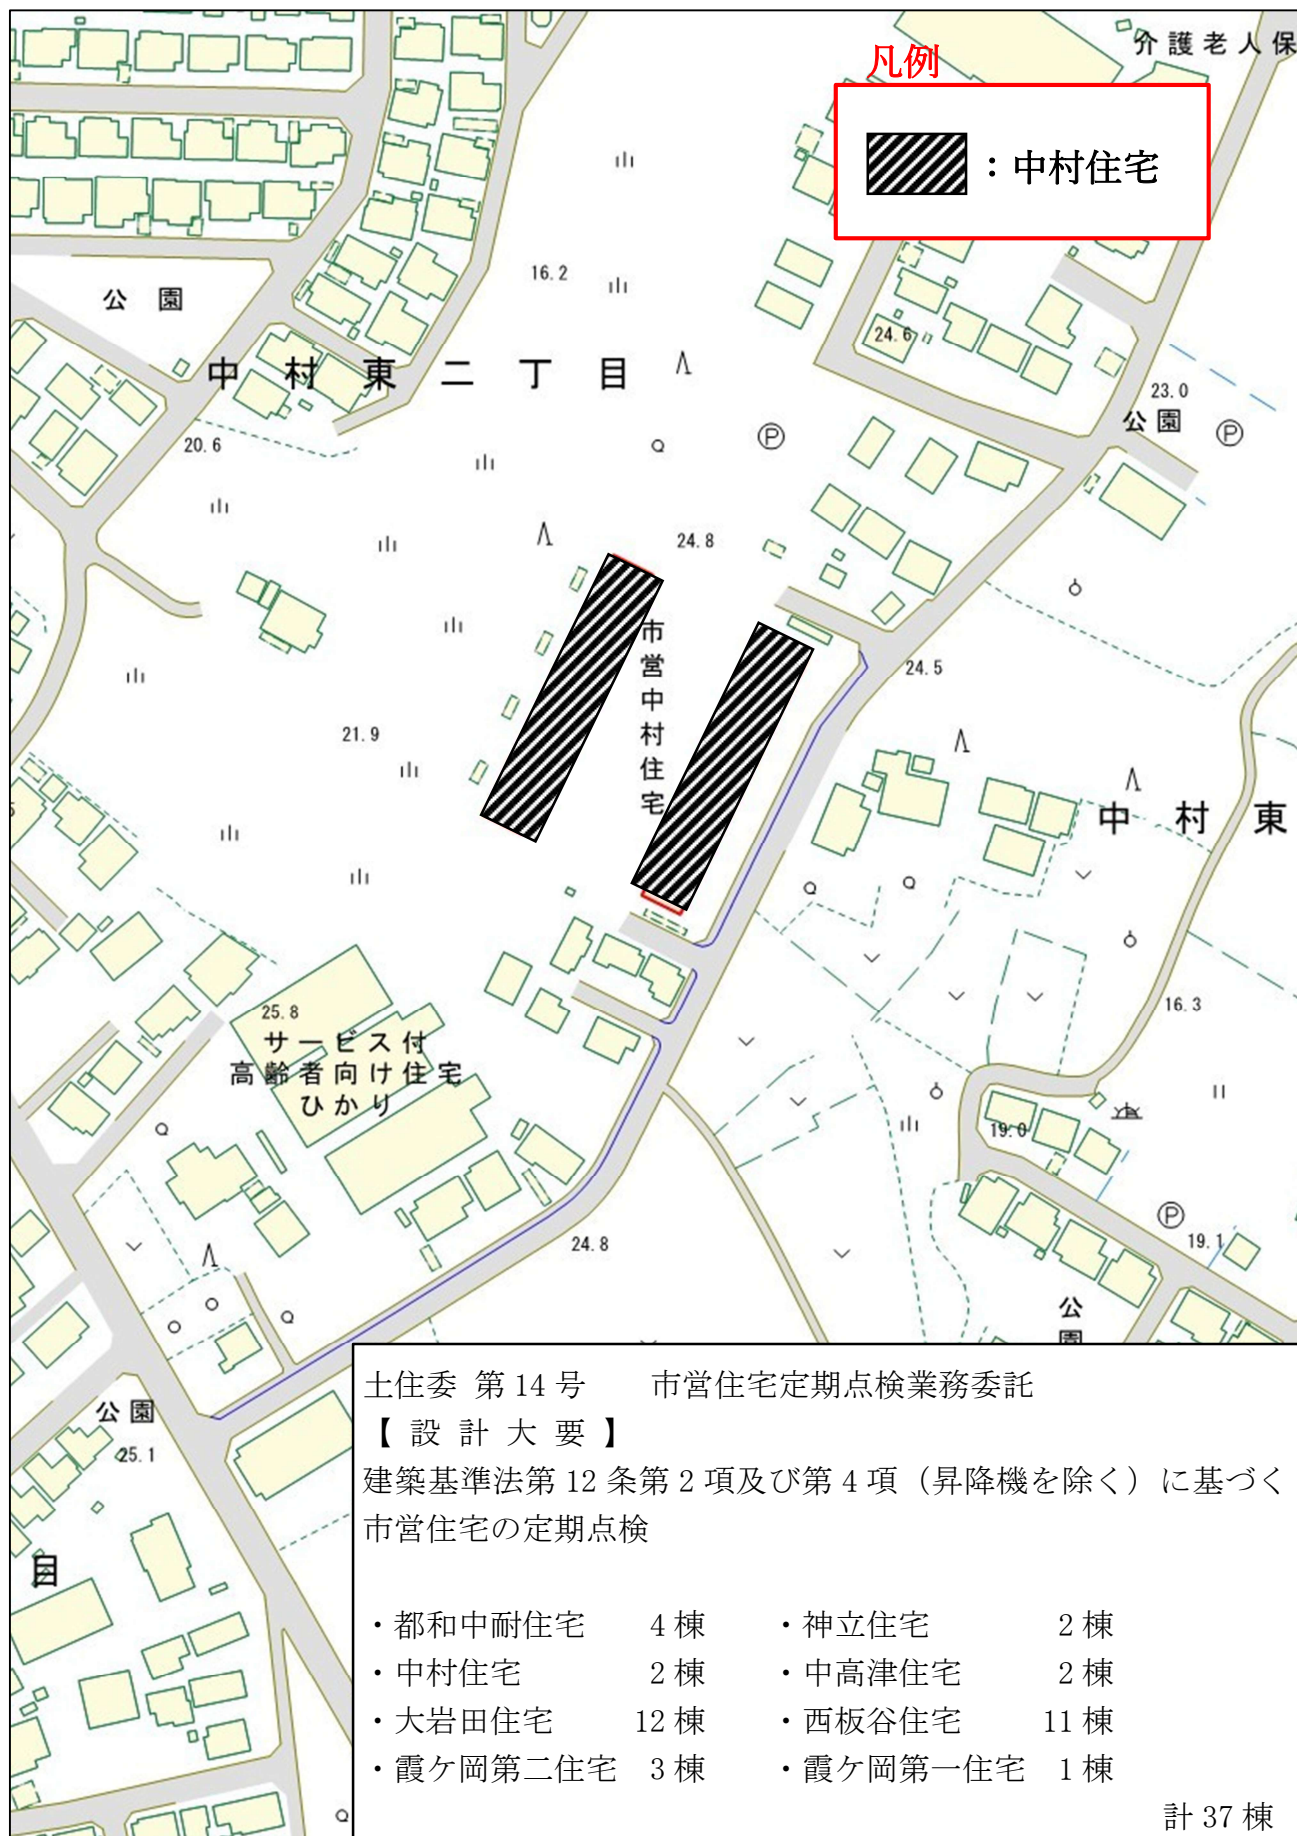 介護老人保
凡例
：中村住宅
公園
16.2
24.6
中村東二丁目
23.0
公園
Ⓟ
Ⓟ
20.6
24.8
市営中村住宅
24.5
21.9
中村東
25.8
サービス付
高齢者向け住宅
ひかり
16.3
19.0
Ⓟ
19.1
24.8
公園
公園
25.1
目
土住委 第14号　　市営住宅定期点検業務委託
【 設 計 大 要 】
建築基準法第12条第2項及び第4項（昇降機を除く）に基づく
市営住宅の定期点検
・都和中耐住宅　4棟　　・神立住宅　2棟
・中村住宅　2棟　　・中高津住宅　2棟
・大岩田住宅　12棟　　・西板谷住宅　11棟
・霞ケ岡第二住宅　3棟　　・霞ケ岡第一住宅　1棟
計37棟